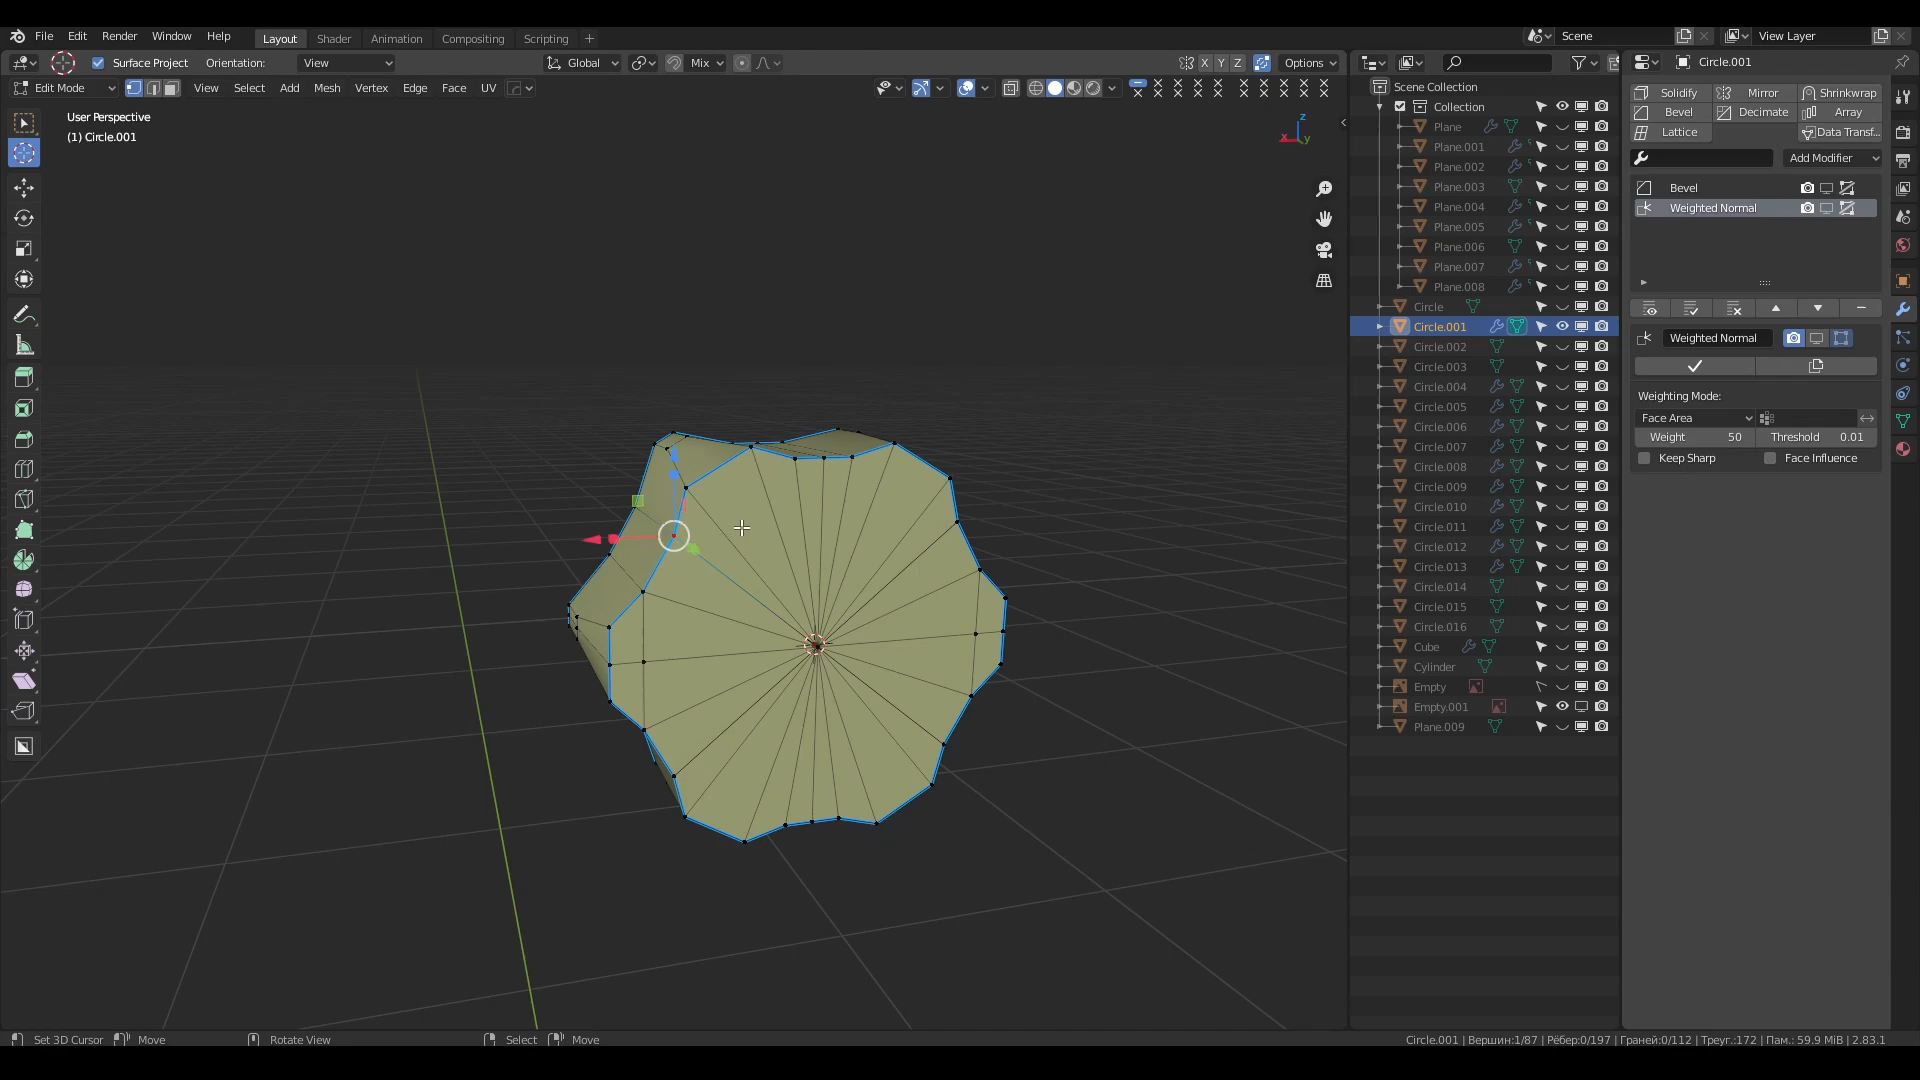 File Edit Render Window Help Layout Shader Animation Compositing Scripting + Scene View Layer
Surface Project Orientation: View Global Mix X Y Z Options
Edit Mode View Select Add Mesh Vertex Edge Face UV
User Perspective
(1) Circle.001
Z
X
Y
Scene Collection
Collection
Plane
Plane.001
Plane.002
Plane.003
Plane.004
Plane.005
Plane.006
Plane.007
Plane.008
Circle
Circle.001
Circle.002
Circle.003
Circle.004
Circle.005
Circle.006
Circle.007
Circle.008
Circle.009
Circle.010
Circle.011
Circle.012
Circle.013
Circle.014
Circle.015
Circle.016
Cube
Cylinder
Empty
Empty.001
Plane.009
Circle.001
Solidify Mirror Shrinkwrap
Bevel Decimate Array
Lattice Data Transf...
Add Modifier
Bevel
Weighted Normal
Weighted Normal
Weighting Mode:
Face Area
Weight 50 Threshold 0.01
Keep Sharp Face Influence
Set 3D Cursor Move Rotate View Select Move Circle.001 | Вершин:1/87 | Рёбер:0/197 | Граней:0/112 | Треуг.:172 | Пам.: 59.9 MiB | 2.83.1